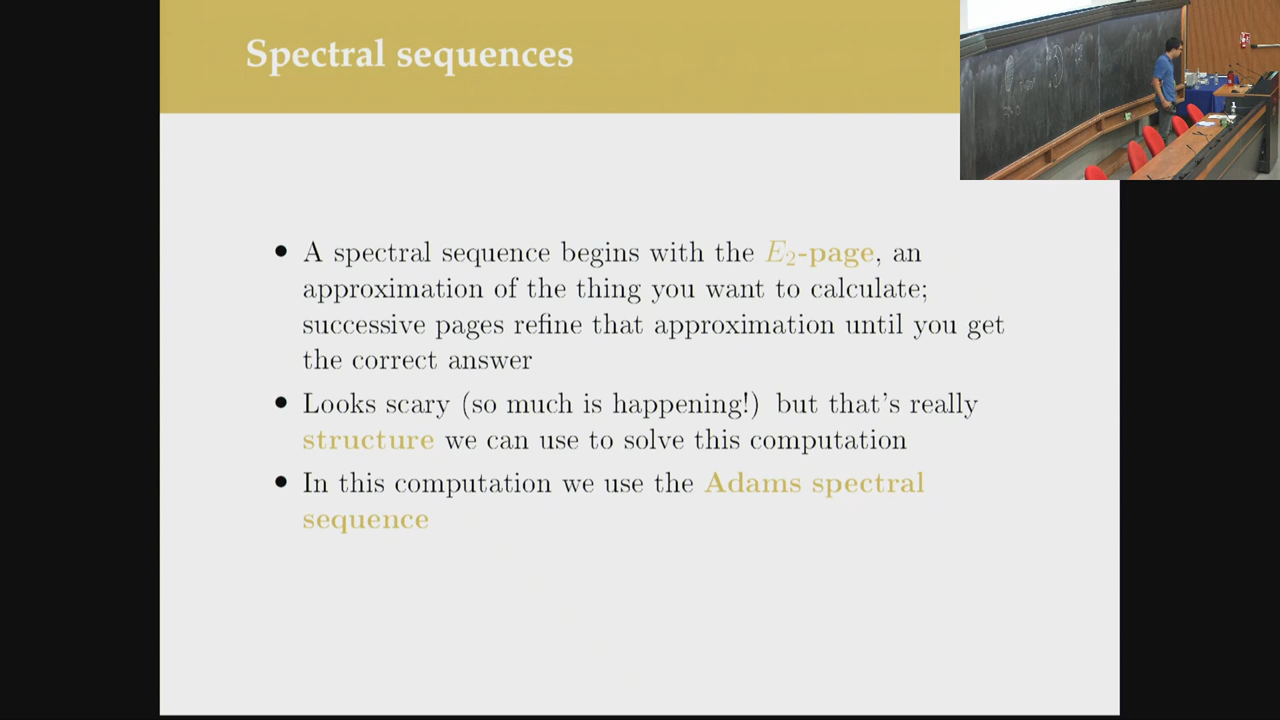 Spectral sequences
• A spectral sequence begins with the E₂-page, an
approximation of the thing you want to calculate;
successive pages refine that approximation until you get
the correct answer
• Looks scary (so much is happening!) but that's really
structure we can use to solve this computation
• In this computation we use the Adams spectral
sequence